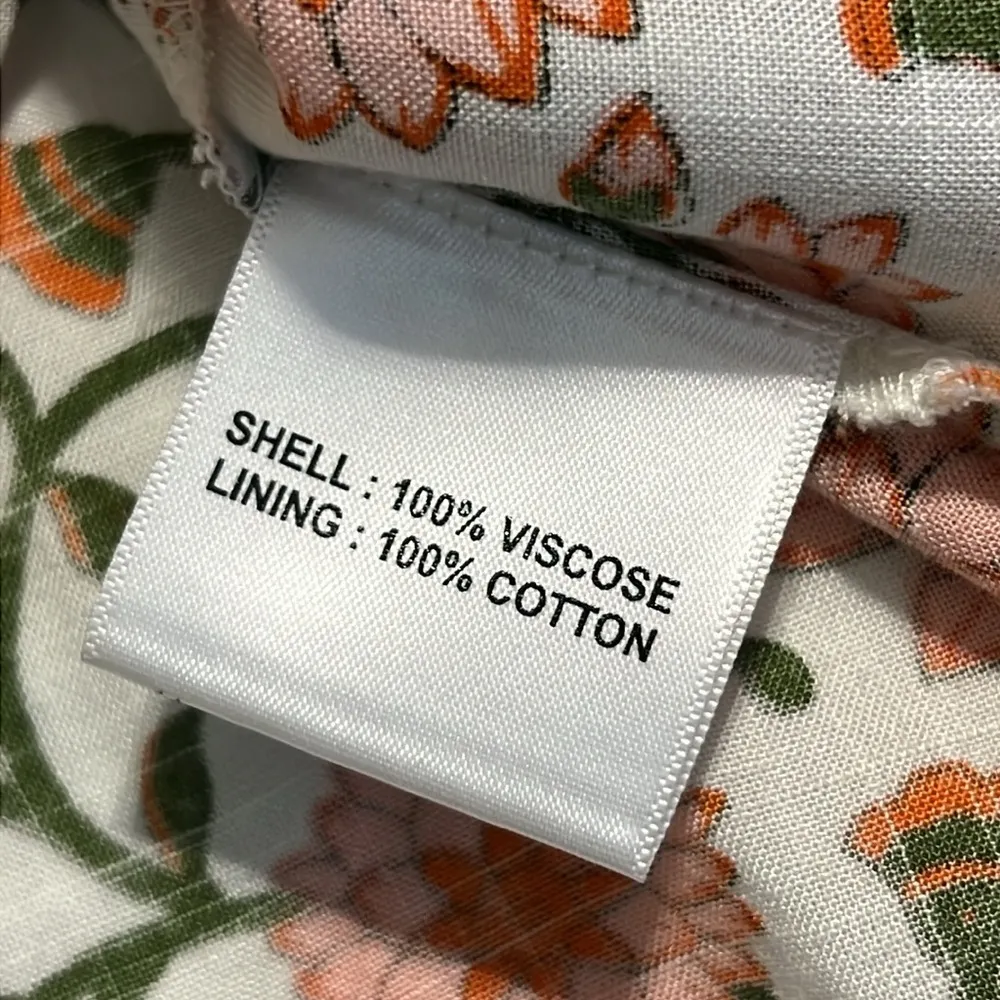 SHELL : 100% VISCOSE
LINING : 100% COTTON